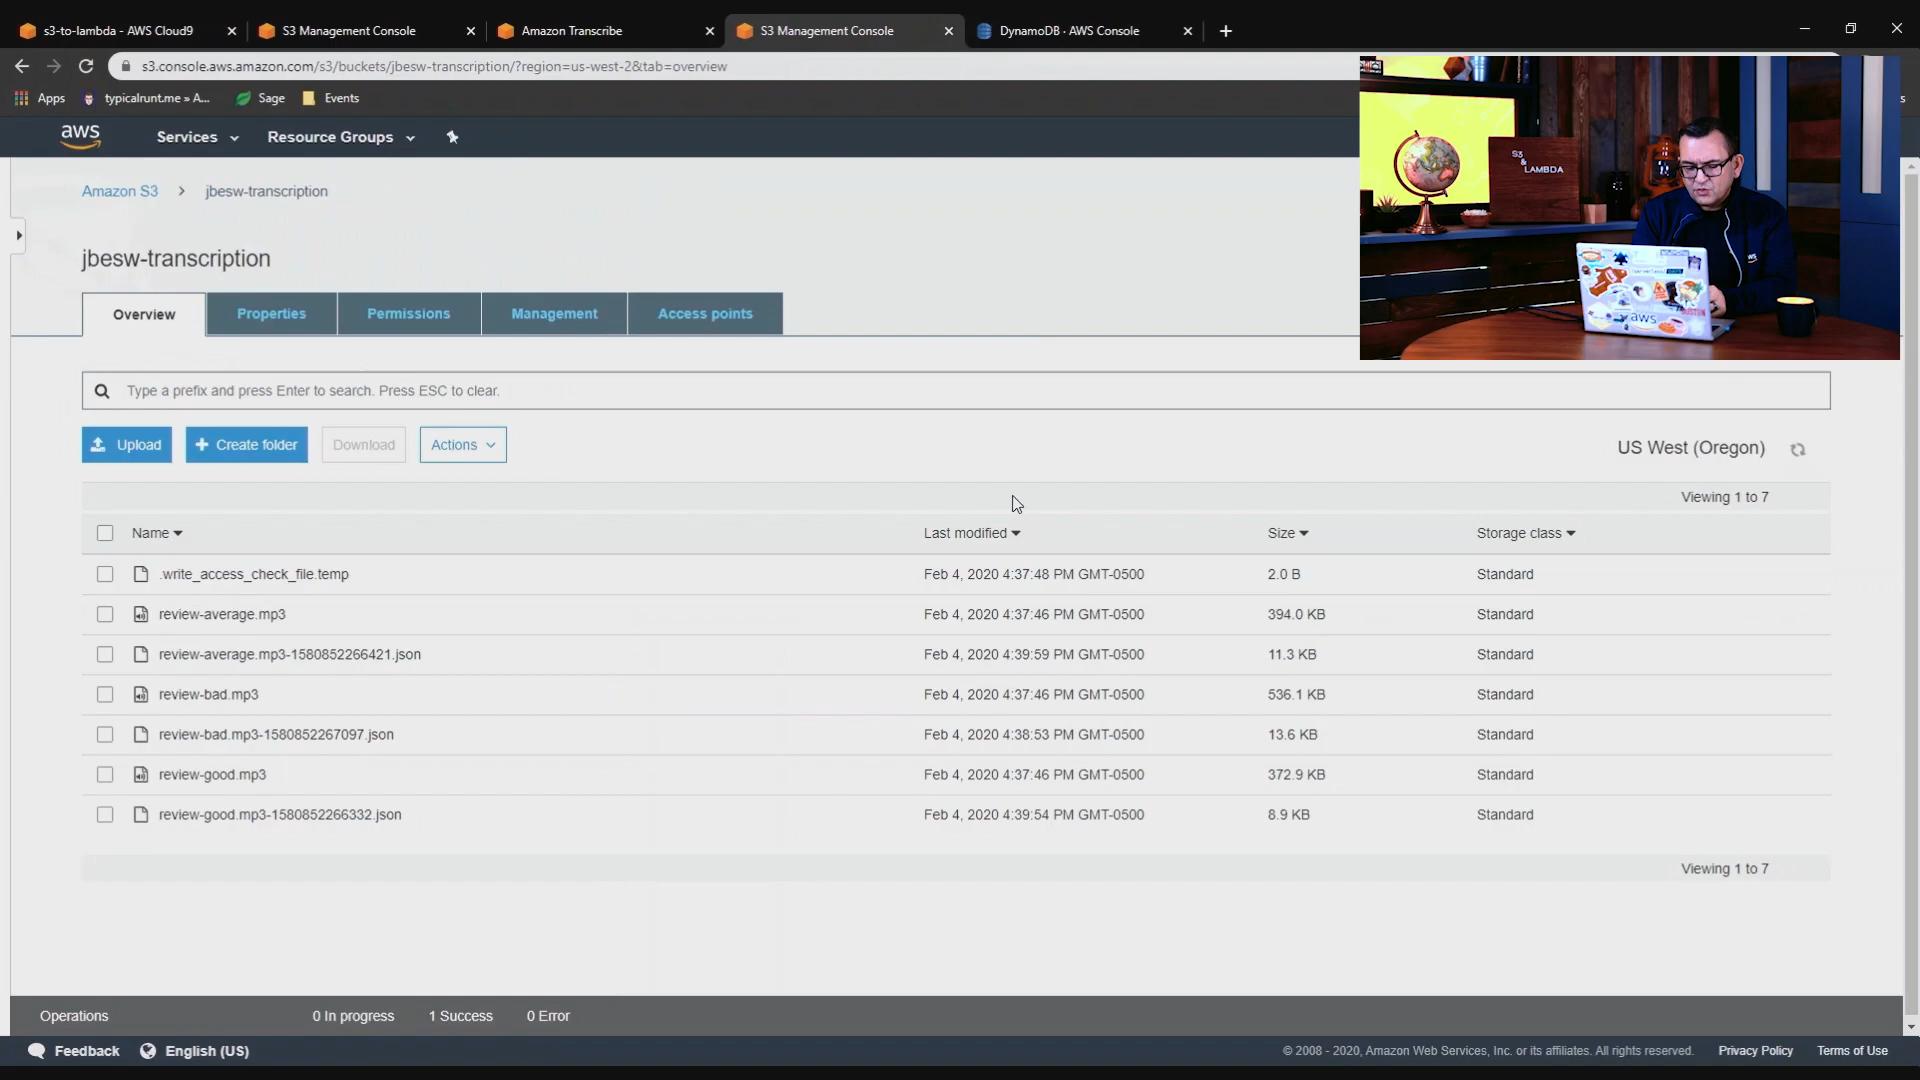 s3-to-lambda - AWS Cloud9
S3 Management Console
Amazon Transcribe
S3 Management Console
DynamoDB · AWS Console
s3.console.aws.amazon.com/s3/buckets/jbesw-transcription/?region=us-west-2&tab=overview
Apps
typicalrunt.me » A...
Sage
Events
aws
Services
Resource Groups
S3
&
LAMBDA
aws
Amazon S3
jbesw-transcription
jbesw-transcription
Overview
Properties
Permissions
Management
Access points
Type a prefix and press Enter to search. Press ESC to clear.
Upload
Create folder
Download
Actions
US West (Oregon)
Viewing 1 to 7
Name
Last modified
Size
Storage class
.write_access_check_file.temp
Feb 4, 2020 4:37:48 PM GMT-0500
2.0 B
Standard
review-average.mp3
Feb 4, 2020 4:37:46 PM GMT-0500
394.0 KB
Standard
review-average.mp3-1580852266421.json
Feb 4, 2020 4:39:59 PM GMT-0500
11.3 KB
Standard
review-bad.mp3
Feb 4, 2020 4:37:46 PM GMT-0500
536.1 KB
Standard
review-bad.mp3-1580852267097.json
Feb 4, 2020 4:38:53 PM GMT-0500
13.6 KB
Standard
review-good.mp3
Feb 4, 2020 4:37:46 PM GMT-0500
372.9 KB
Standard
review-good.mp3-1580852266332.json
Feb 4, 2020 4:39:54 PM GMT-0500
8.9 KB
Standard
Viewing 1 to 7
Operations
0 In progress
1 Success
0 Error
Feedback
English (US)
© 2008 - 2020, Amazon Web Services, Inc. or its affiliates. All rights reserved.
Privacy Policy
Terms of Use